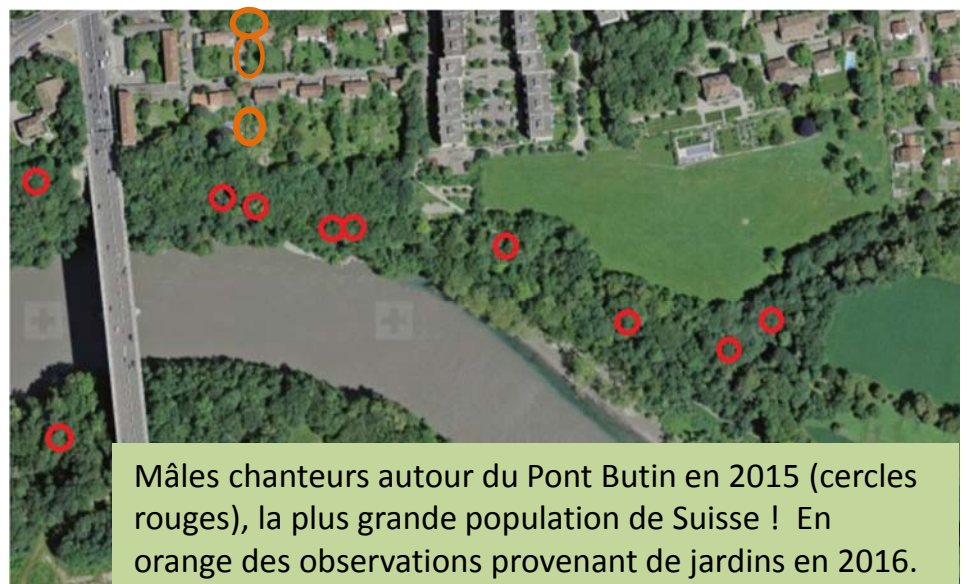 Mâles chanteurs autour du Pont Butin en 2015 (cercles
rouges), la plus grande population de Suisse ! En
orange des observations provenant de jardins en 2016.